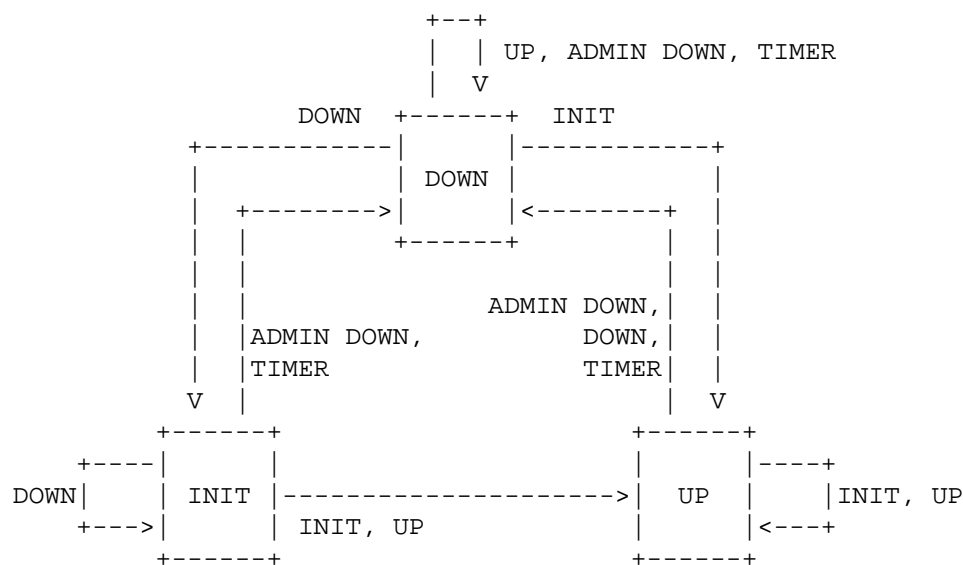 UP, ADMIN DOWN, TIMER
DOWN INIT
DOWN
ADMIN DOWN,
ADMIN DOWN, DOWN,
TIMER TIMER
DOWN INIT UP INIT, UP
INIT, UP